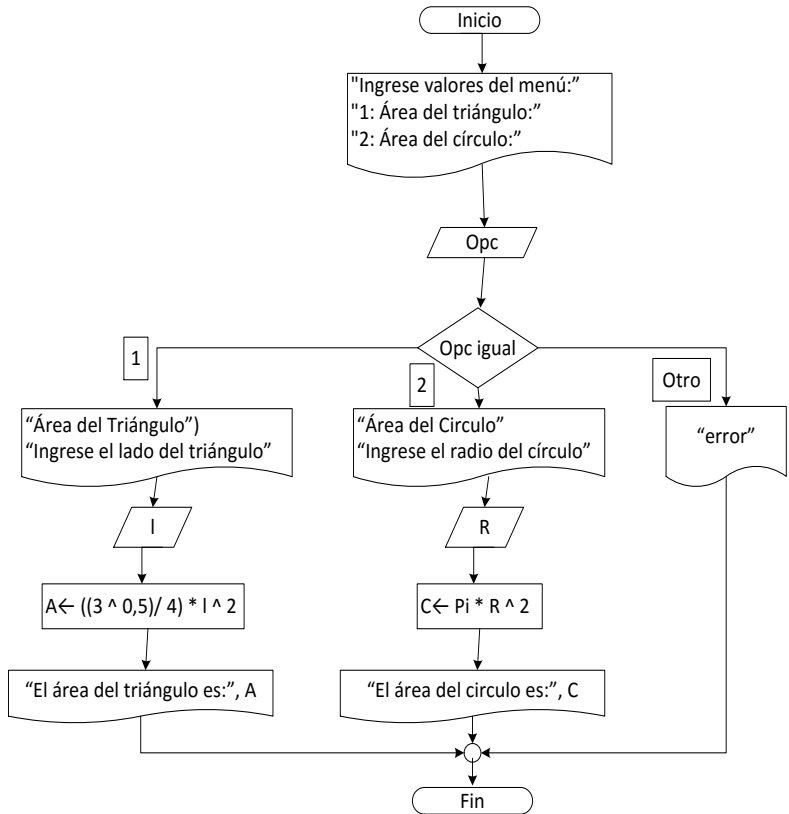 Inicio
"Ingrese valores del menú:”
"1: Área del triángulo:”
"2: Área del círculo:”
Opc
Opc igual
1
2
Otro
“Área del Triángulo”)
“Ingrese el lado del triángulo”
“Área del Circulo”
“Ingrese el radio del círculo”
“error”
l
R
A← ((3 ^ 0,5)/ 4) * l ^ 2
C← Pi * R ^ 2
“El área del triángulo es:”, A
“El área del circulo es:”, C
Fin